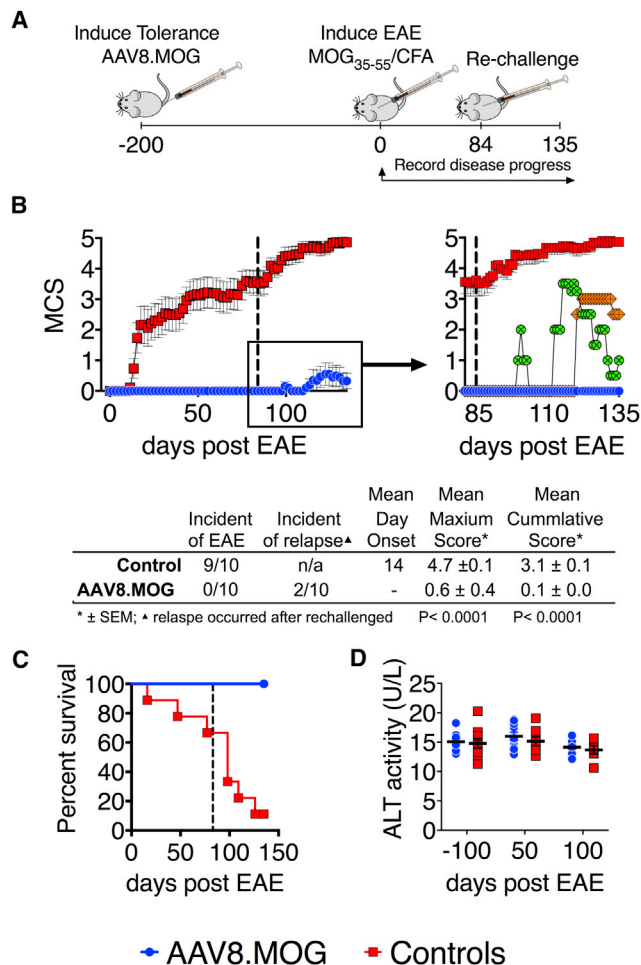 A
Induce Tolerance
AAV8.MOG
Induce EAE
MOG35-55/CFA
Re-challenge
-200
0
84
135
Record disease progress
B
MCS
5
4
3
2
1
0
0 50 100
days post EAE
5
4
3
2
1
0
85 110 135
days post EAE
Incident of EAE
Incident of relapse▲
Mean Day Onset
Mean Maxium Score*
Mean Cummlative Score*
Control 9/10 n/a 14 4.7 ±0.1 3.1 ± 0.1
AAV8.MOG 0/10 2/10 - 0.6 ± 0.4 0.1 ± 0.0
* ± SEM; ▲ relaspe occurred after rechallenged P< 0.0001 P< 0.0001
C
Percent survival
100
80
60
40
20
0
0 50 100 150
days post EAE
D
ALT activity (U/L)
25
20
15
10
5
0
-100 50 100
days post EAE
AAV8.MOG Controls